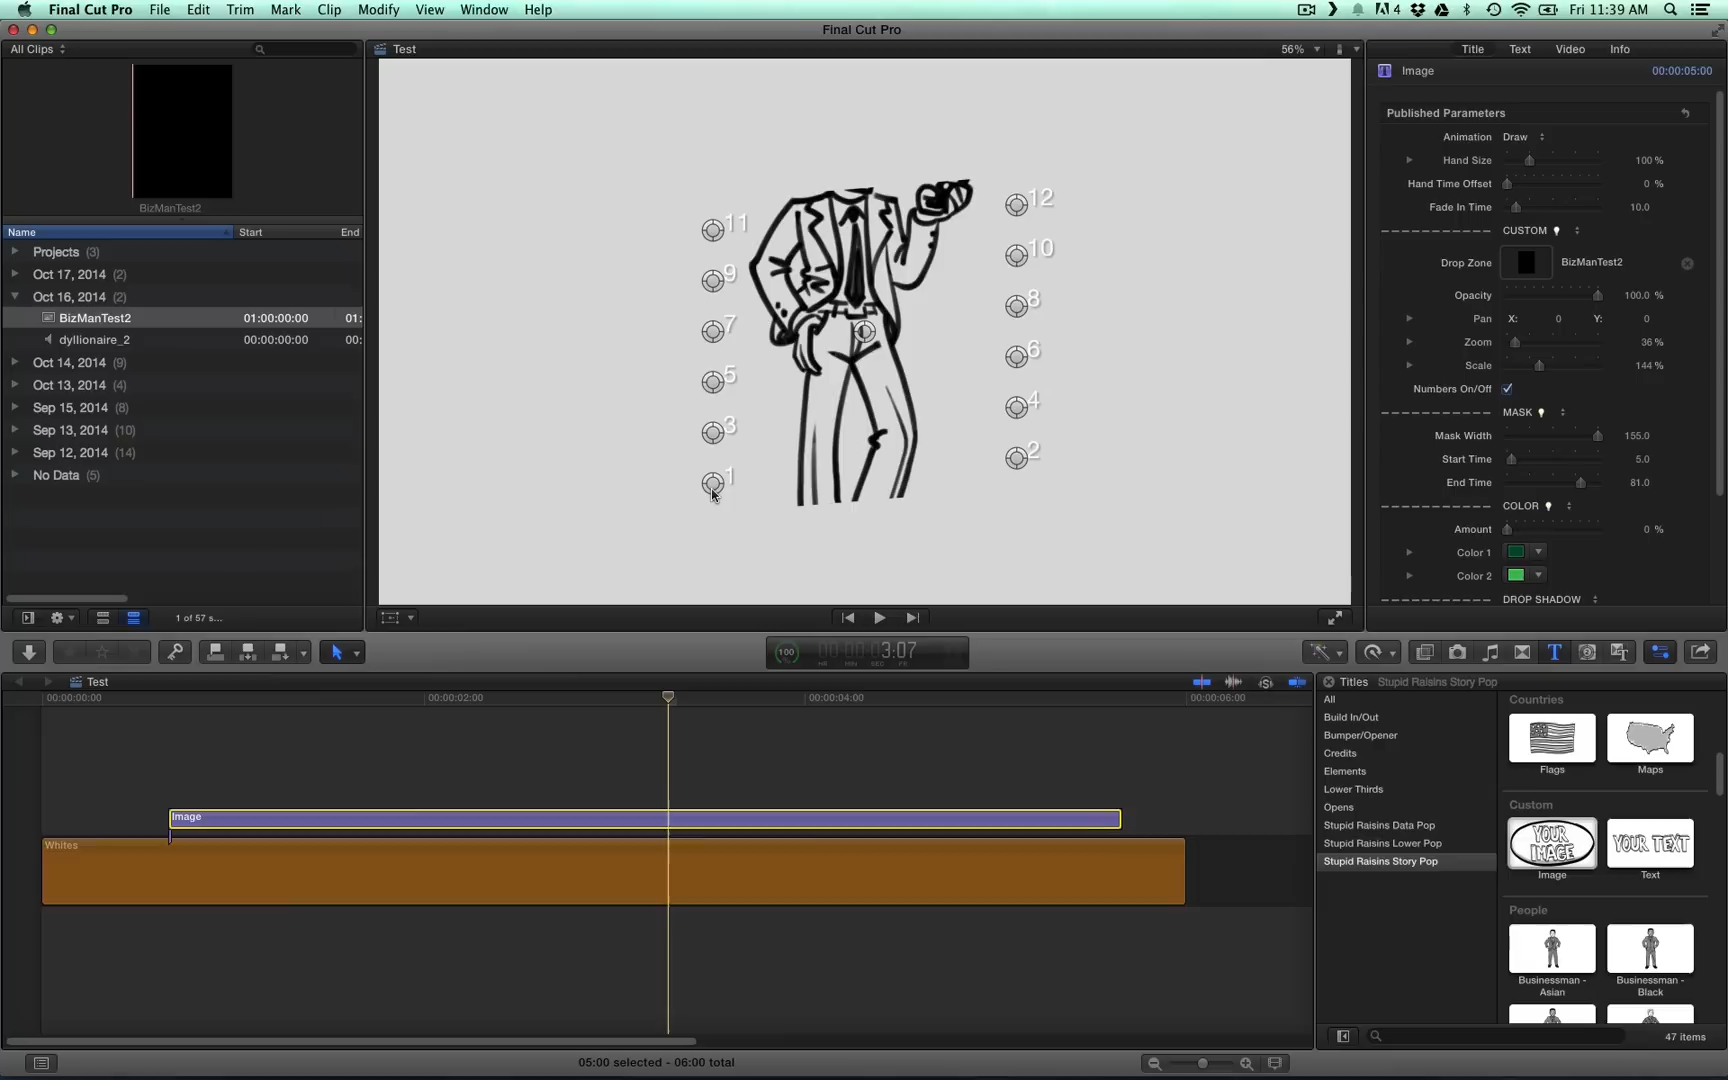 Final Cut Pro File Edit Trim Mark Clip Modify View Window Help 4 Fri 11:39 AM
Final Cut Pro
All Clips
Test
56%
Title Text Video Info
Image 00:00:05:00
BizManTest2
Name Start End
Projects (3)
Oct 17, 2014 (2)
Oct 16, 2014 (2)
BizManTest2 01:00:00:00 01:
dyllionaire_2 00:00:00:00 00:
Oct 14, 2014 (9)
Oct 13, 2014 (4)
Sep 15, 2014 (8)
Sep 13, 2014 (10)
Sep 12, 2014 (14)
No Data (5)
1 of 57 s...
11
12
9
10
7
8
5
6
3
4
1
2
Published Parameters
Animation Draw
Hand Size 100 %
Hand Time Offset 0 %
Fade In Time 10.0
CUSTOM
Drop Zone BizManTest2
Opacity 100.0 %
Pan X: 0 Y: 0
Zoom 36 %
Scale 144 %
Numbers On/Off
MASK
Mask Width 155.0
Start Time 5.0
End Time 81.0
COLOR
Amount 0 %
Color 1
Color 2
DROP SHADOW
100 3:07
HR MIN SEC FR
Test
00:00:00:00 00:00:02:00 00:00:04:00 00:00:06:00
Image
Whites
Titles Stupid Raisins Story Pop
All
Build In/Out
Bumper/Opener
Credits
Elements
Lower Thirds
Opens
Stupid Raisins Data Pop
Stupid Raisins Lower Pop
Stupid Raisins Story Pop
Countries
Flags Maps
Custom
YOUR IMAGE YOUR TEXT
Image Text
People
Businessman - Asian
Businessman - Black
47 items
05:00 selected - 06:00 total